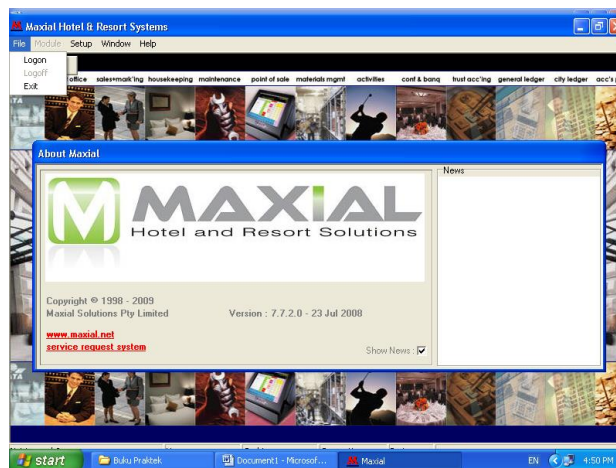 Maxial Hotel & Resort Systems
File Module Setup Window Help
Logon
Logoff
Exit
office sales+mark'ing housekeeping maintenance point of sale materials mgmt activities conf & banq trust acc'ing general ledger city ledger acc's
About Maxial
News
MAXIAL
Hotel and Resort Solutions
Copyright © 1998 - 2009
Maxial Solutions Pty Limited
Version : 7.7.2.0 - 23 Jul 2008
www.maxial.net
service request system
Show News :
start
Buku Praktek
Document1 - Microsof...
Maxial
EN
4:50 PM